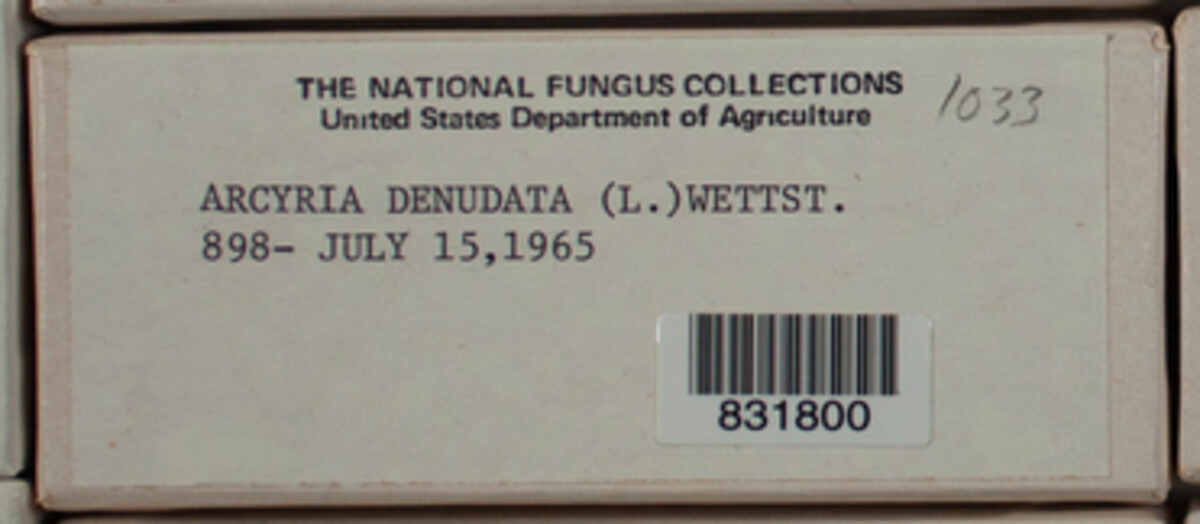 THE NATIONAL FUNGUS COLLECTIONS
1033
United States Department of Agriculture
ARCYRIA DENUDATA (L.)WETTST.
898- JULY 15,1965
831800